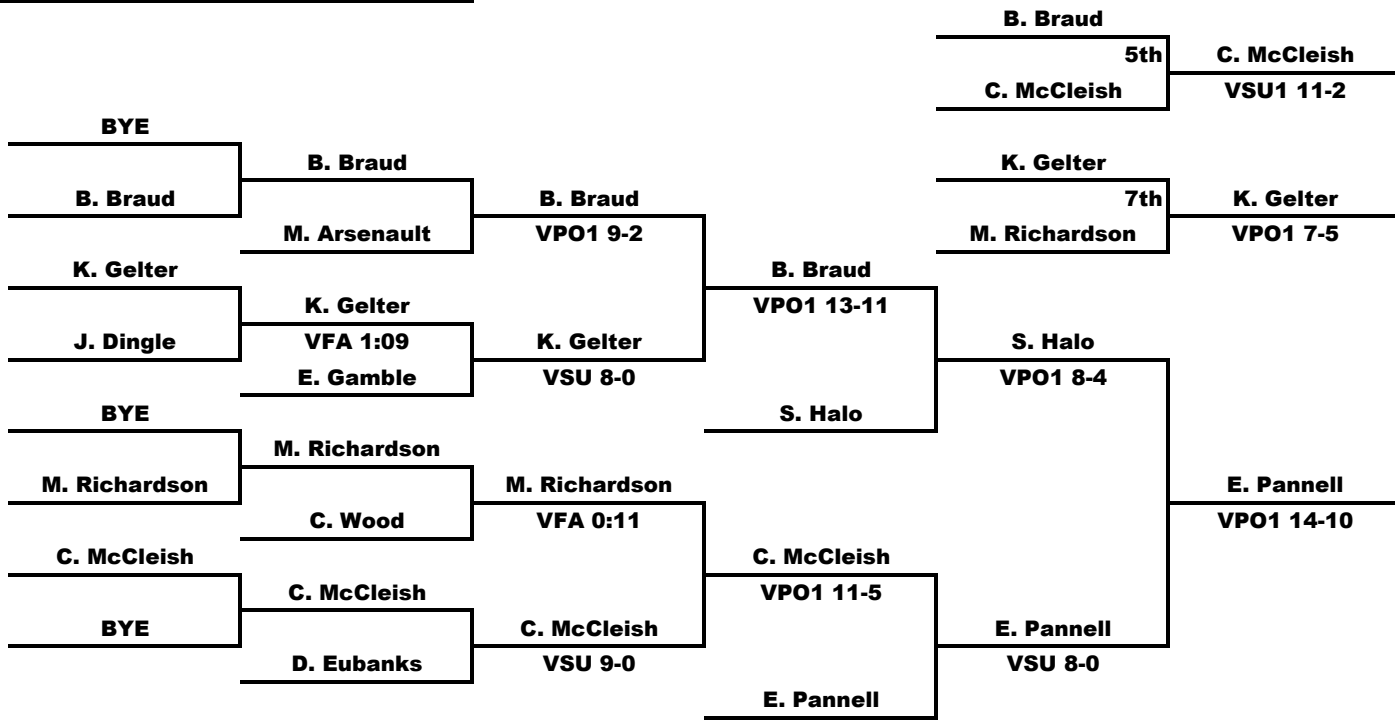 B. Braud
5th
C. McCleish
C. McCleish
VSU1 11-2
BYE
B. Braud
K. Gelter
B. Braud
B. Braud
7th
K. Gelter
M. Arsenault
VPO1 9-2
M. Richardson
VPO1 7-5
K. Gelter
B. Braud
K. Gelter
VPO1 13-11
J. Dingle
VFA 1:09
K. Gelter
S. Halo
E. Gamble
VSU 8-0
VPO1 8-4
BYE
S. Halo
M. Richardson
M. Richardson
M. Richardson
E. Pannell
C. Wood
VFA 0:11
VPO1 14-10
C. McCleish
C. McCleish
C. McCleish
VPO1 11-5
BYE
C. McCleish
E. Pannell
D. Eubanks
VSU 9-0
VSU 8-0
E. Pannell